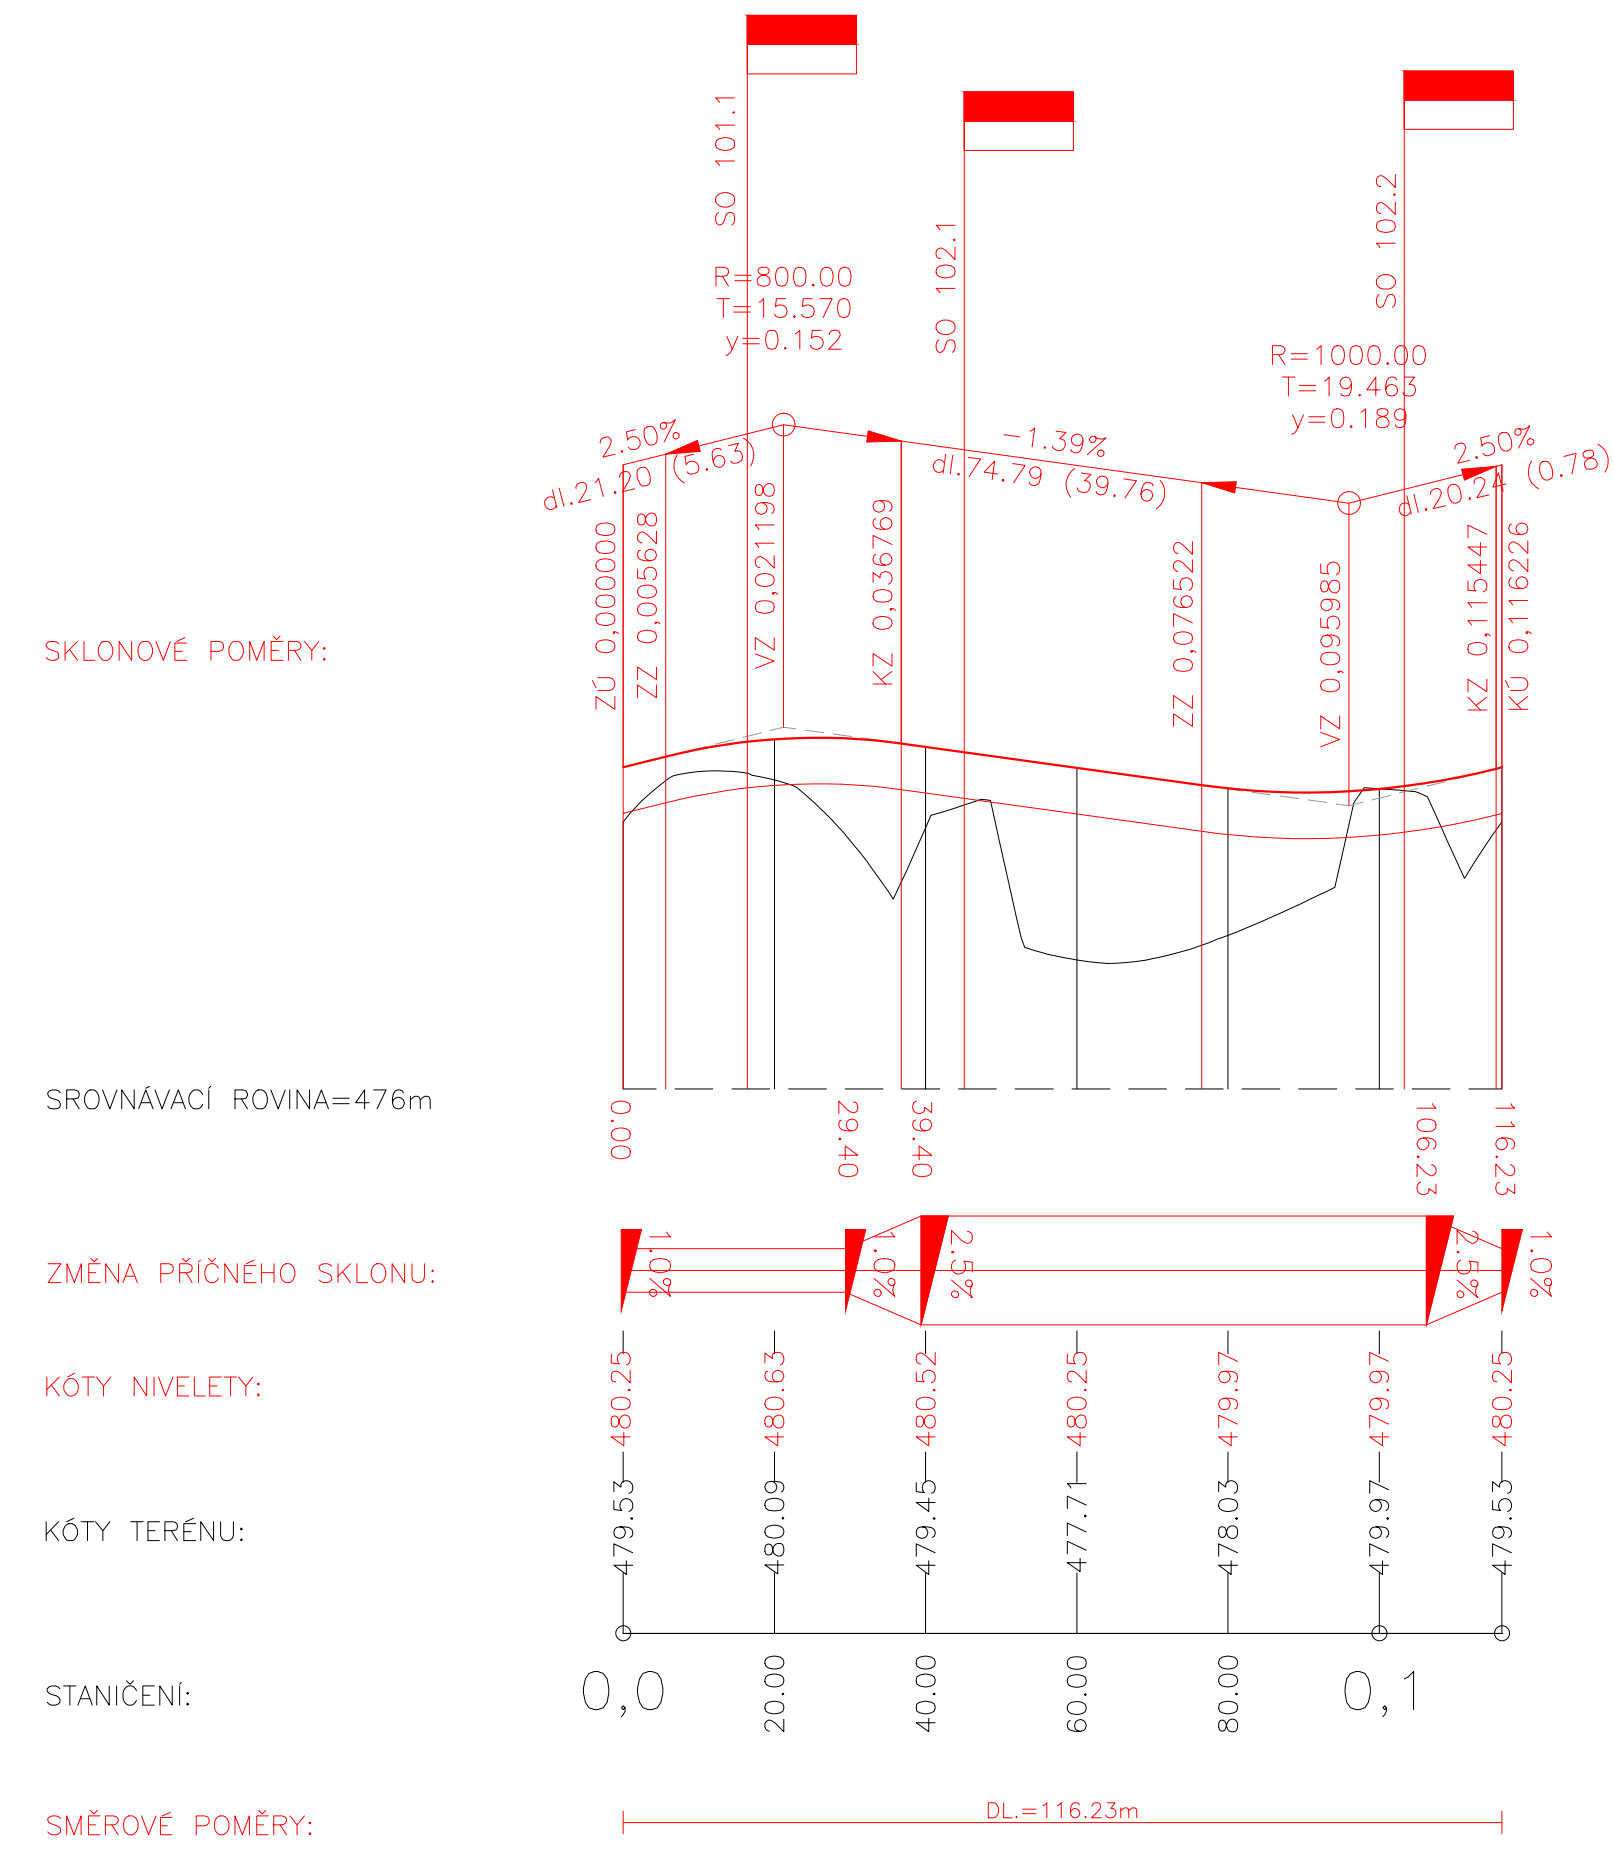 SO 101.1
SO 102.1
SO 102.2
R=800.00
T=15.570
y=0.152
R=1000.00
T=19.463
y=0.189
2.50%
dl.21.20 (5.63)
-1.39%
dl.74.79 (39.76)
2.50%
dl.20.24 (0.78)
ZÚ 0,000000
ZZ 0,005628
VZ 0,021198
KZ 0,036769
ZZ 0,076522
VZ 0,095985
KZ 0,115447
KÚ 0,116226
SKLONOVÉ POMĚRY:
SROVNÁVACÍ ROVINA=476m
0.00
29.40
39.40
106.23
116.23
ZMĚNA PŘÍČNÉHO SKLONU:
1.0%
1.0%
2.5%
2.5%
1.0%
KÓTY NIVELETY:
480.25
480.63
480.52
480.25
479.97
479.97
480.25
KÓTY TERÉNU:
479.53
480.09
479.45
477.71
478.03
479.97
479.53
STANIČENÍ:
0,0
20.00
40.00
60.00
80.00
0,1
SMĚROVÉ POMĚRY:
DL.=116.23m